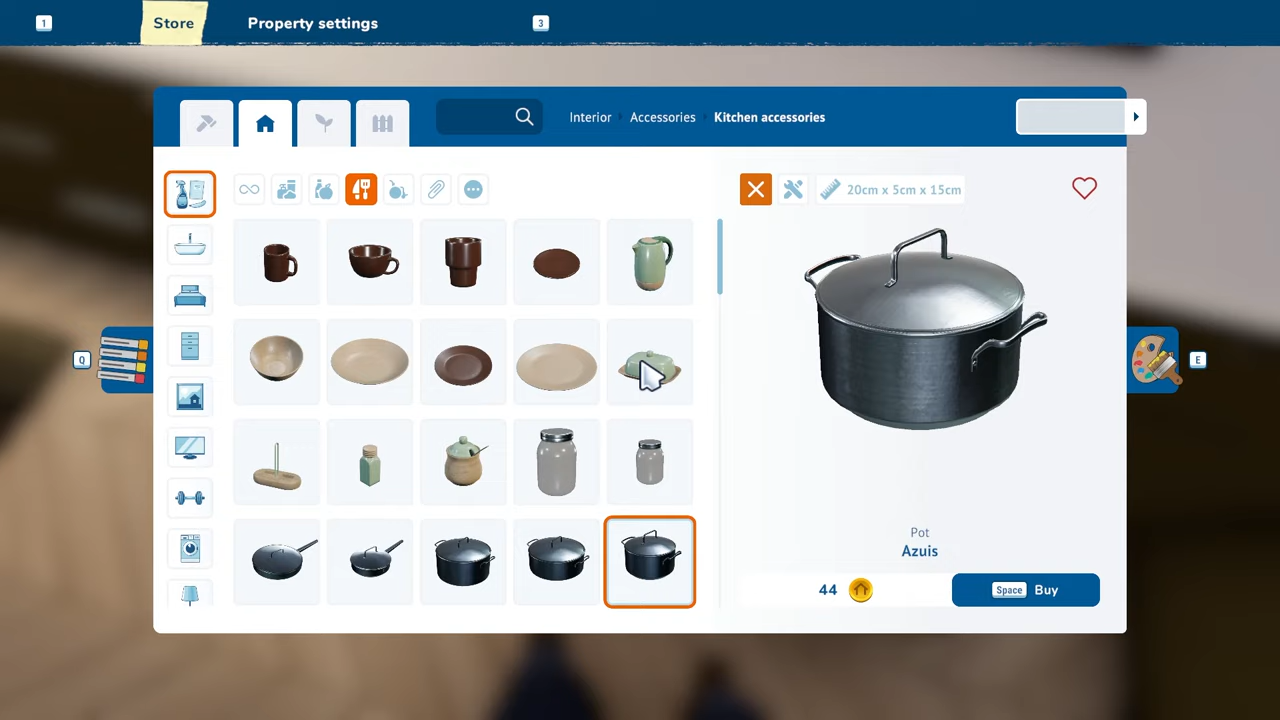 1
Store
Property settings
3
Interior
Accessories
Kitchen accessories
20cm x 5cm x 15cm
Q
E
Pot
Azuis
44
Space
Buy